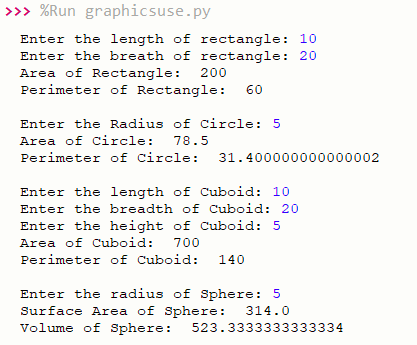 >>> %Run graphicsuse.py
Enter the length of rectangle: 10
Enter the breath of rectangle: 20
Area of Rectangle:  200
Perimeter of Rectangle:  60
Enter the Radius of Circle: 5
Area of Circle:  78.5
Perimeter of Circle:  31.400000000000002
Enter the length of Cuboid: 10
Enter the breadth of Cuboid: 20
Enter the height of Cuboid: 5
Area of Cuboid:  700
Perimeter of Cuboid:  140
Enter the radius of Sphere: 5
Surface Area of Sphere:  314.0
Volume of Sphere:  523.3333333333334